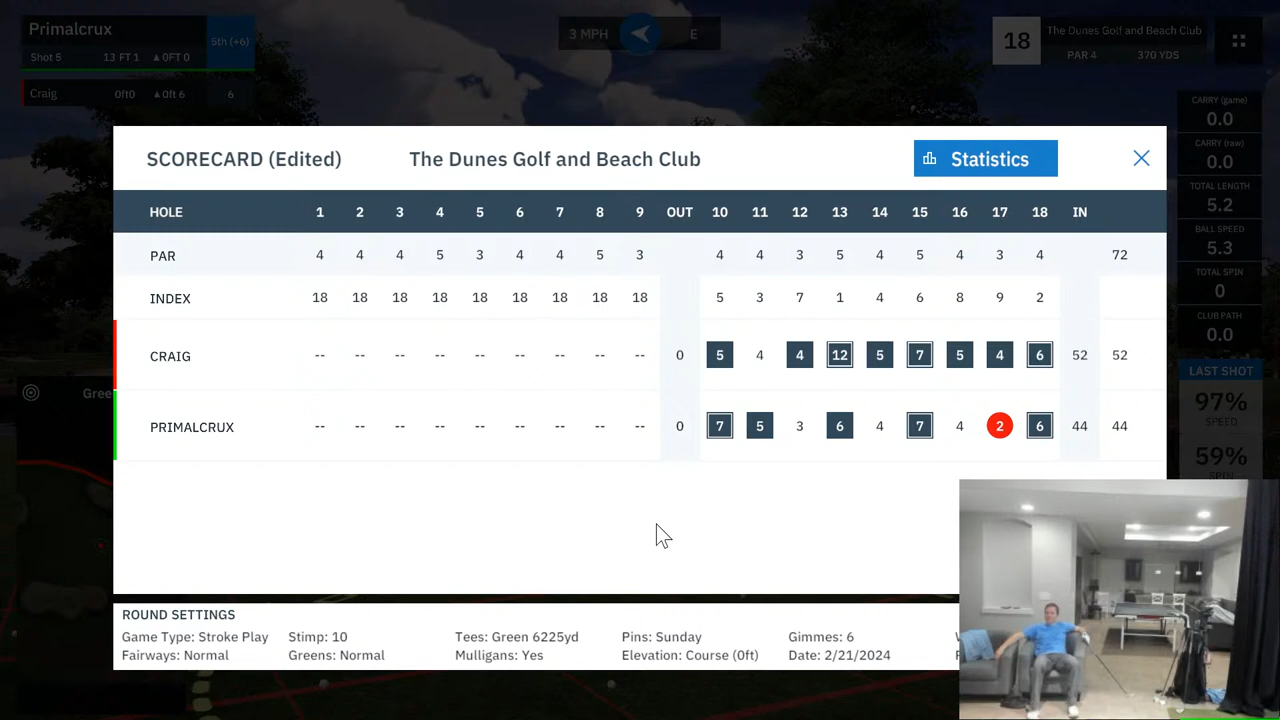 Primalcrux
5th (+6)
Shot 5 13 FT 1 ▲0FT 0
Craig 0ft0 ▲0ft 6 6
3 MPH E
18 The Dunes Golf and Beach Club
PAR 4 370 YDS
CARRY (game)
0.0
CARRY (raw)
0.0
TOTAL LENGTH
5.2
BALL SPEED
5.3
TOTAL SPIN
0
CLUB PATH
0.0
LAST SHOT
97%
SPEED
59%
SPIN
Gree
SCORECARD (Edited) The Dunes Golf and Beach Club Statistics
HOLE 1 2 3 4 5 6 7 8 9 OUT 10 11 12 13 14 15 16 17 18 IN
PAR 4 4 4 5 3 4 4 5 3 4 4 3 5 4 5 4 3 4 72
INDEX 18 18 18 18 18 18 18 18 18 5 3 7 1 4 6 8 9 2
CRAIG -- -- -- -- -- -- -- -- -- 0 5 4 4 12 5 7 5 4 6 52 52
PRIMALCRUX -- -- -- -- -- -- -- -- -- 0 7 5 3 6 4 7 4 2 6 44 44
ROUND SETTINGS
Game Type: Stroke Play Stimp: 10 Tees: Green 6225yd Pins: Sunday Gimmes: 6
Fairways: Normal Greens: Normal Mulligans: Yes Elevation: Course (0ft) Date: 2/21/2024